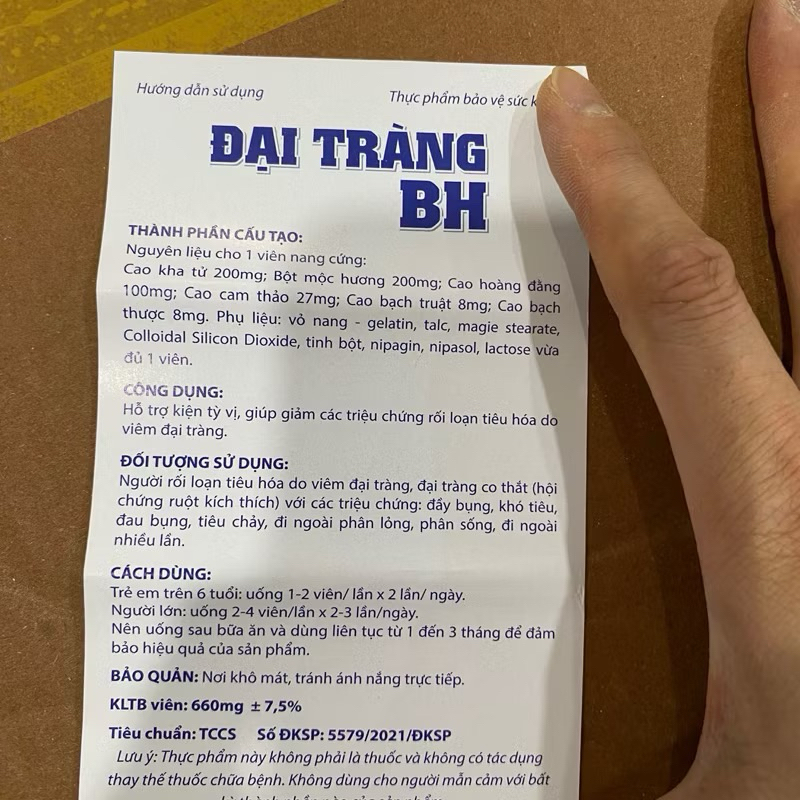 Hướng dẫn sử dụng
Thực phẩm bảo vệ sức
ĐẠI TRÀNG
BH
THÀNH PHẦN CẤU TẠO:
Nguyên liệu cho 1 viên nang cứng:
Cao kha tử 200mg; Bột mộc hương 200mg; Cao hoàng đằng
100mg; Cao cam thảo 27mg; Cao bạch truật 8mg; Cao bạch
thược 8mg. Phụ liệu: vỏ nang - gelatin, talc, magie stearate,
Colloidal Silicon Dioxide, tinh bột, nipagin, nipasol, lactose vừa
đủ 1 viên.
CÔNG DỤNG:
Hỗ trợ kiện tỳ vị, giúp giảm các triệu chứng rối loạn tiêu hóa do
viêm đại tràng.
ĐỐI TƯỢNG SỬ DỤNG:
Người rối loạn tiêu hóa do viêm đại tràng, đại tràng co thắt (hội
chứng ruột kích thích) với các triệu chứng: đầy bụng, khó tiêu,
đau bụng, tiêu chảy, đi ngoài phân lỏng, phân sống, đi ngoài
nhiều lần.
CÁCH DÙNG:
Trẻ em trên 6 tuổi: uống 1-2 viên/ lần x 2 lần/ ngày.
Người lớn: uống 2-4 viên/lần x 2-3 lần/ngày.
Nên uống sau bữa ăn và dùng liên tục từ 1 đến 3 tháng để đảm
bảo hiệu quả của sản phẩm.
BẢO QUẢN: Nơi khô mát, tránh ánh nắng trực tiếp.
KLTB viên: 660mg ± 7,5%
Tiêu chuẩn: TCCS Số ĐKSP: 5579/2021/ĐKSP
Lưu ý: Thực phẩm này không phải là thuốc và không có tác dụng
thay thế thuốc chữa bệnh. Không dùng cho người mẫn cảm với bất